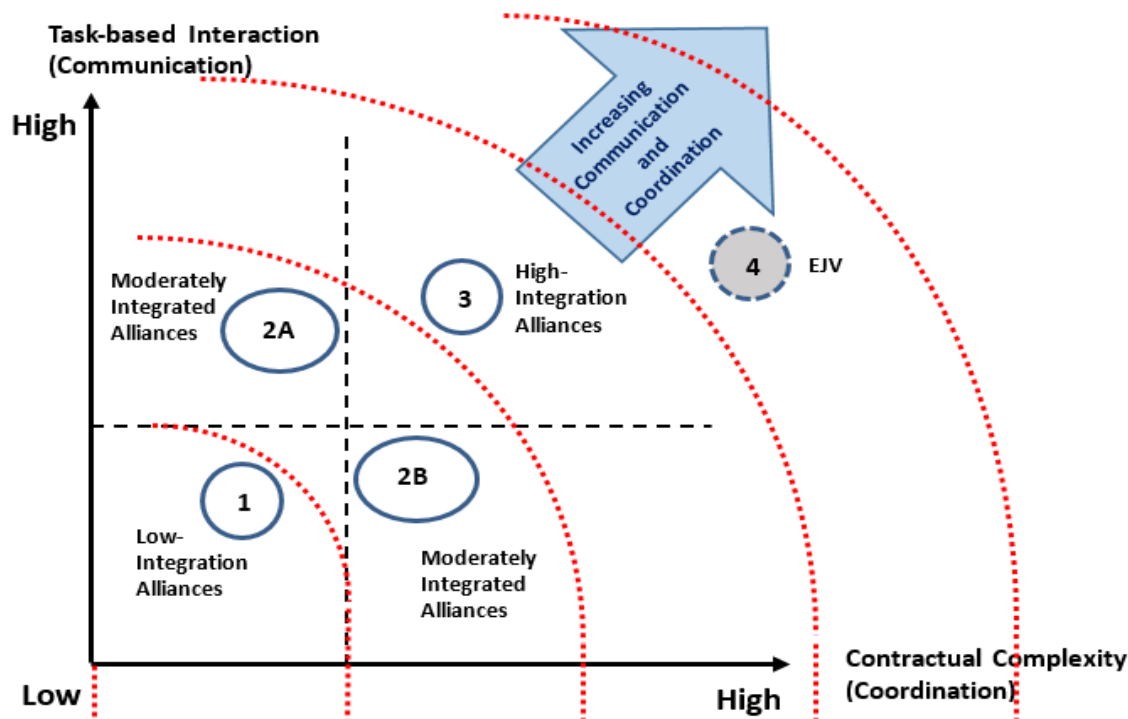 Task-based Interaction
(Communication)
High
Increasing
Communication
and
Coordination
Moderately
Integrated
Alliances
2A
3
High-
Integration
Alliances
4
EJV
1
2B
Low-
Integration
Alliances
Moderately
Integrated
Alliances
Low
High
Contractual Complexity
(Coordination)